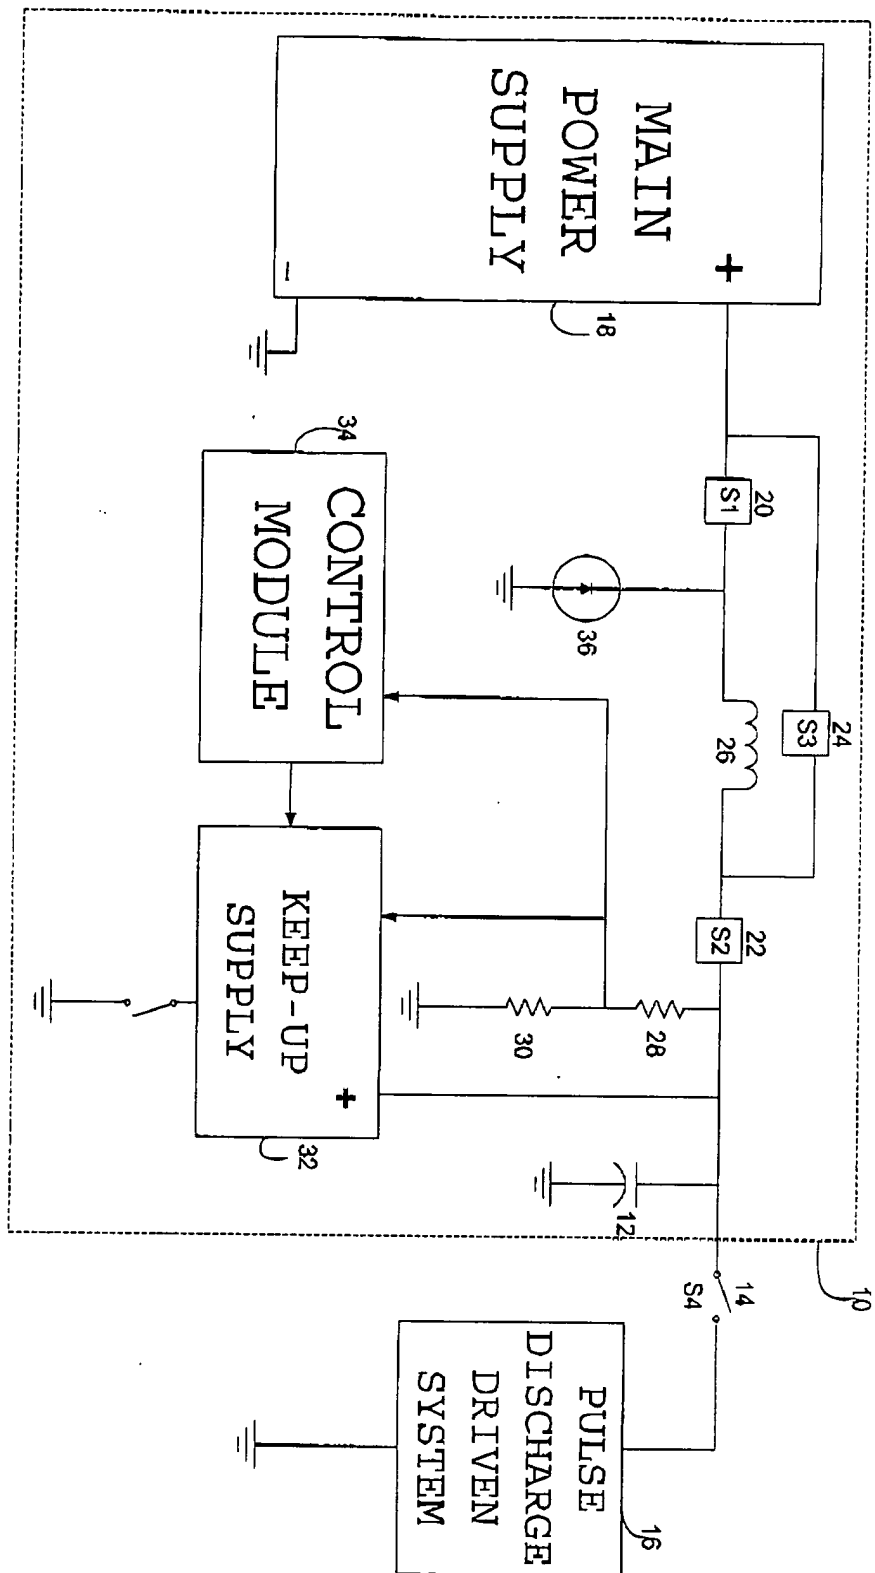 MAIN
POWER
SUPPLY
+
-
18
20
S1
24
S3
26
36
22
S2
28
30
34
CONTROL
MODULE
KEEP-UP
SUPPLY
+
32
12
10
14
S4
PULSE
DISCHARGE
DRIVEN
SYSTEM
16